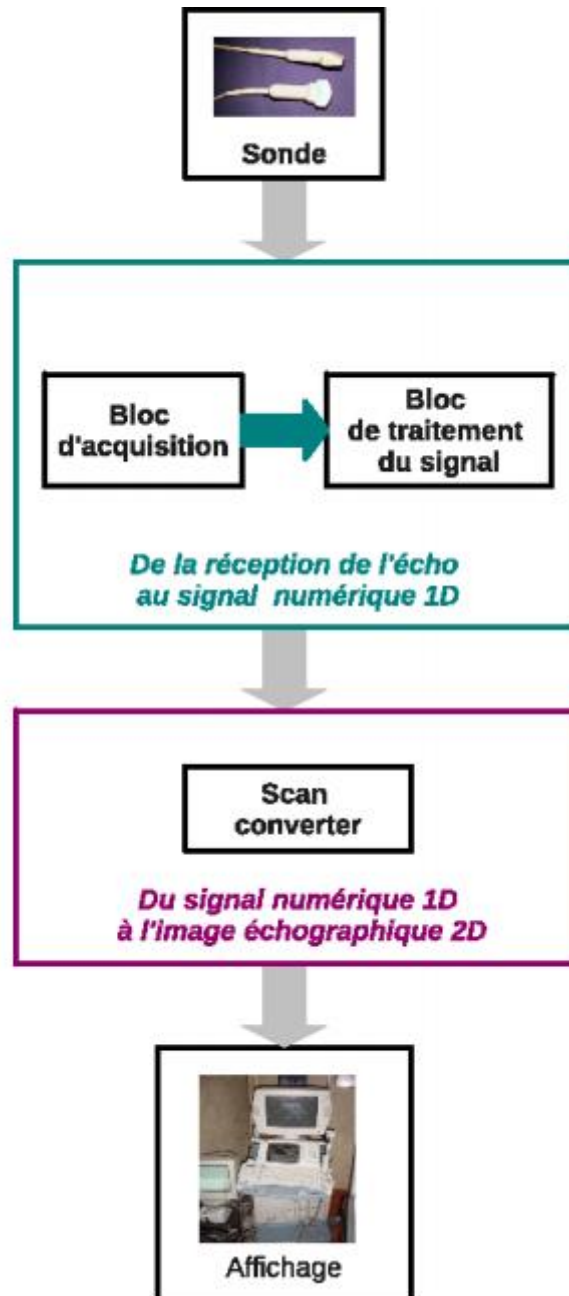 Sonde
Bloc
d'acquisition
Bloc
de traitement
du signal
De la réception de l'écho
au signal numérique 1D
Scan
converter
Du signal numérique 1D
à l'image échographique 2D
Affichage